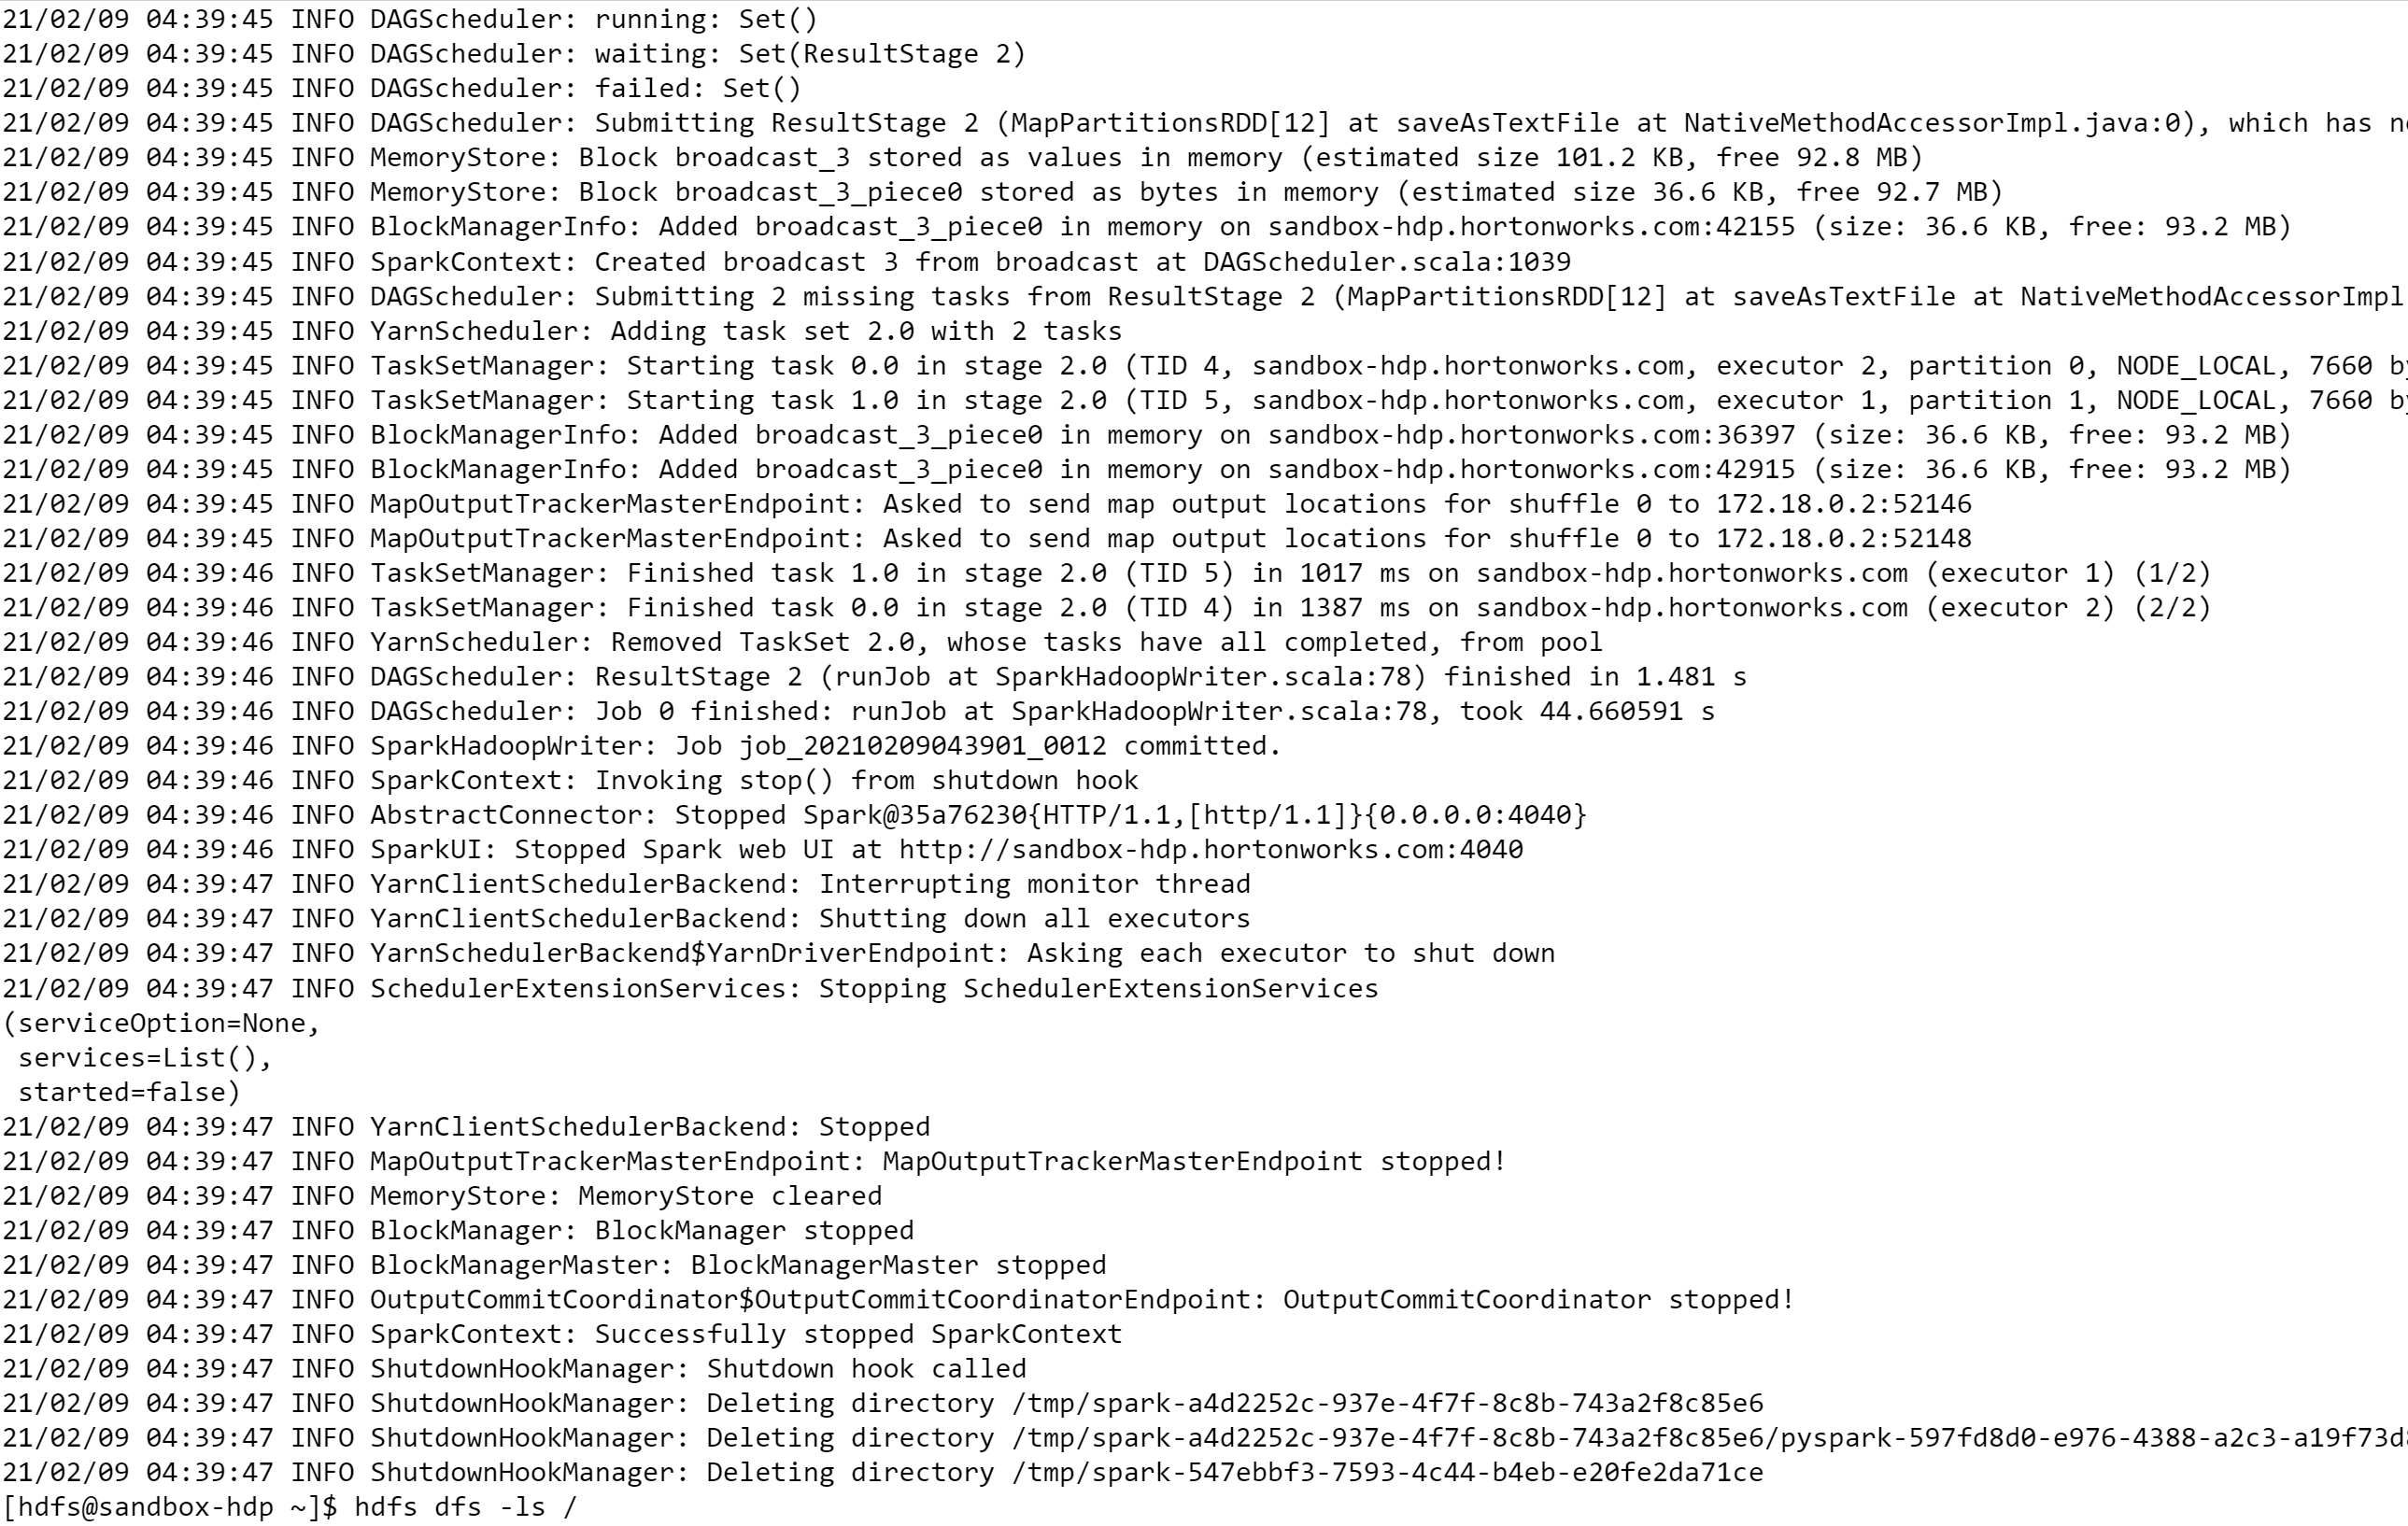 21/02/09 04:39:45 INFO DAGScheduler: running: Set()
21/02/09 04:39:45 INFO DAGScheduler: waiting: Set(ResultStage 2)
21/02/09 04:39:45 INFO DAGScheduler: failed: Set()
21/02/09 04:39:45 INFO DAGScheduler: Submitting ResultStage 2 (MapPartitionsRDD[12] at saveAsTextFile at NativeMethodAccessorImpl.java:0), which has
21/02/09 04:39:45 INFO MemoryStore: Block broadcast_3 stored as values in memory (estimated size 101.2 KB, free 92.8 MB)
21/02/09 04:39:45 INFO MemoryStore: Block broadcast_3_piece0 stored as bytes in memory (estimated size 36.6 KB, free 92.7 MB)
21/02/09 04:39:45 INFO BlockManagerInfo: Added broadcast_3_piece0 in memory on sandbox-hdp.hortonworks.com:42155 (size: 36.6 KB, free: 93.2 MB)
21/02/09 04:39:45 INFO SparkContext: Created broadcast 3 from broadcast at DAGScheduler.scala:1039
21/02/09 04:39:45 INFO DAGScheduler: Submitting 2 missing tasks from ResultStage 2 (MapPartitionsRDD[12] at saveAsTextFile at NativeMethodAccessorImpl
21/02/09 04:39:45 INFO YarnScheduler: Adding task set 2.0 with 2 tasks
21/02/09 04:39:45 INFO TaskSetManager: Starting task 0.0 in stage 2.0 (TID 4, sandbox-hdp.hortonworks.com, executor 2, partition 0, NODE_LOCAL, 7660
21/02/09 04:39:45 INFO TaskSetManager: Starting task 1.0 in stage 2.0 (TID 5, sandbox-hdp.hortonworks.com, executor 1, partition 1, NODE_LOCAL, 7660
21/02/09 04:39:45 INFO BlockManagerInfo: Added broadcast_3_piece0 in memory on sandbox-hdp.hortonworks.com:36397 (size: 36.6 KB, free: 93.2 MB)
21/02/09 04:39:45 INFO BlockManagerInfo: Added broadcast_3_piece0 in memory on sandbox-hdp.hortonworks.com:42915 (size: 36.6 KB, free: 93.2 MB)
21/02/09 04:39:45 INFO MapOutputTrackerMasterEndpoint: Asked to send map output locations for shuffle 0 to 172.18.0.2:52146
21/02/09 04:39:45 INFO MapOutputTrackerMasterEndpoint: Asked to send map output locations for shuffle 0 to 172.18.0.2:52148
21/02/09 04:39:46 INFO TaskSetManager: Finished task 1.0 in stage 2.0 (TID 5) in 1017 ms on sandbox-hdp.hortonworks.com (executor 1) (1/2)
21/02/09 04:39:46 INFO TaskSetManager: Finished task 0.0 in stage 2.0 (TID 4) in 1387 ms on sandbox-hdp.hortonworks.com (executor 2) (2/2)
21/02/09 04:39:46 INFO YarnScheduler: Removed TaskSet 2.0, whose tasks have all completed, from pool
21/02/09 04:39:46 INFO DAGScheduler: ResultStage 2 (runJob at SparkHadoopWriter.scala:78) finished in 1.481 s
21/02/09 04:39:46 INFO DAGScheduler: Job 0 finished: runJob at SparkHadoopWriter.scala:78, took 44.660591 s
21/02/09 04:39:46 INFO SparkHadoopWriter: Job job_20210209043901_0012 committed.
21/02/09 04:39:46 INFO SparkContext: Invoking stop() from shutdown hook
21/02/09 04:39:46 INFO AbstractConnector: Stopped Spark@35a76230{HTTP/1.1,[http/1.1]}{0.0.0.0:4040}
21/02/09 04:39:46 INFO SparkUI: Stopped Spark web UI at http://sandbox-hdp.hortonworks.com:4040
21/02/09 04:39:47 INFO YarnClientSchedulerBackend: Interrupting monitor thread
21/02/09 04:39:47 INFO YarnClientSchedulerBackend: Shutting down all executors
21/02/09 04:39:47 INFO YarnSchedulerBackend$YarnDriverEndpoint: Asking each executor to shut down
21/02/09 04:39:47 INFO SchedulerExtensionServices: Stopping SchedulerExtensionServices
(serviceOption=None,
 services=List(),
 started=false)
21/02/09 04:39:47 INFO YarnClientSchedulerBackend: Stopped
21/02/09 04:39:47 INFO MapOutputTrackerMasterEndpoint: MapOutputTrackerMasterEndpoint stopped!
21/02/09 04:39:47 INFO MemoryStore: MemoryStore cleared
21/02/09 04:39:47 INFO BlockManager: BlockManager stopped
21/02/09 04:39:47 INFO BlockManagerMaster: BlockManagerMaster stopped
21/02/09 04:39:47 INFO OutputCommitCoordinator$OutputCommitCoordinatorEndpoint: OutputCommitCoordinator stopped!
21/02/09 04:39:47 INFO SparkContext: Successfully stopped SparkContext
21/02/09 04:39:47 INFO ShutdownHookManager: Shutdown hook called
21/02/09 04:39:47 INFO ShutdownHookManager: Deleting directory /tmp/spark-a4d2252c-937e-4f7f-8c8b-743a2f8c85e6
21/02/09 04:39:47 INFO ShutdownHookManager: Deleting directory /tmp/spark-a4d2252c-937e-4f7f-8c8b-743a2f8c85e6/pyspark-597fd8d0-e976-4388-a2c3-a19f73d
21/02/09 04:39:47 INFO ShutdownHookManager: Deleting directory /tmp/spark-547ebbf3-7593-4c44-b4eb-e20fe2da71ce
[hdfs@sandbox-hdp ~]$ hdfs dfs -ls /